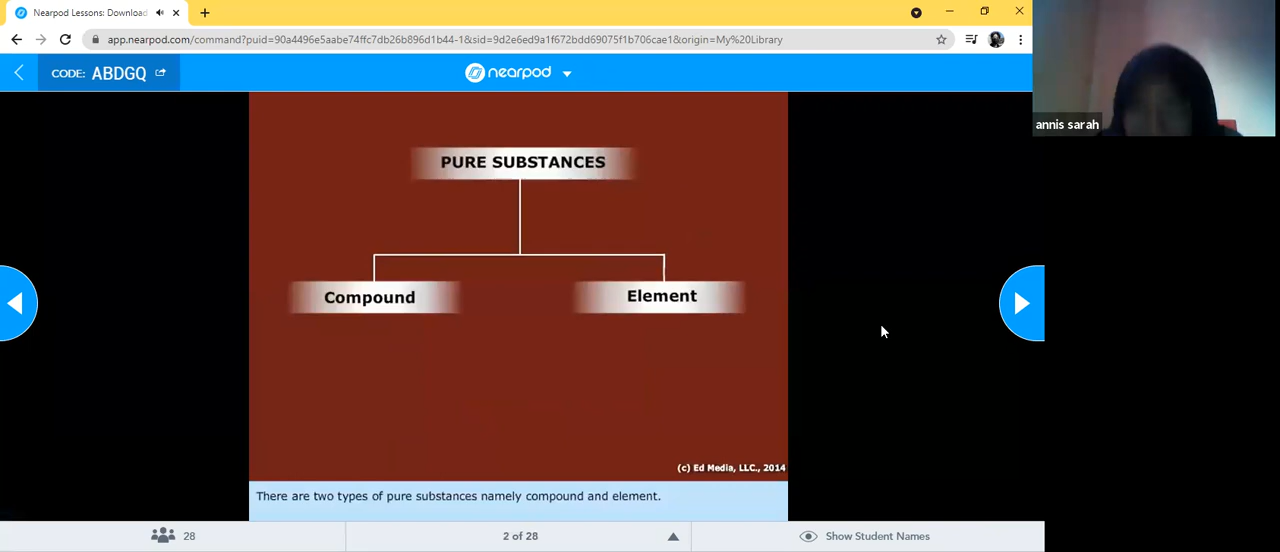 Nearpod Lessons: Download
app.nearpod.com/command?puid=90a4496e5aabe74ffc7db26b896d1b44-1&sid=9d2e6ed9a1f672bdd69075f1b706cae1&origin=My%20Library
CODE: ABDGQ
nearpod
annis sarah
PURE SUBSTANCES
Compound
Element
(c) Ed Media, LLC., 2014
There are two types of pure substances namely compound and element.
28
2 of 28
Show Student Names